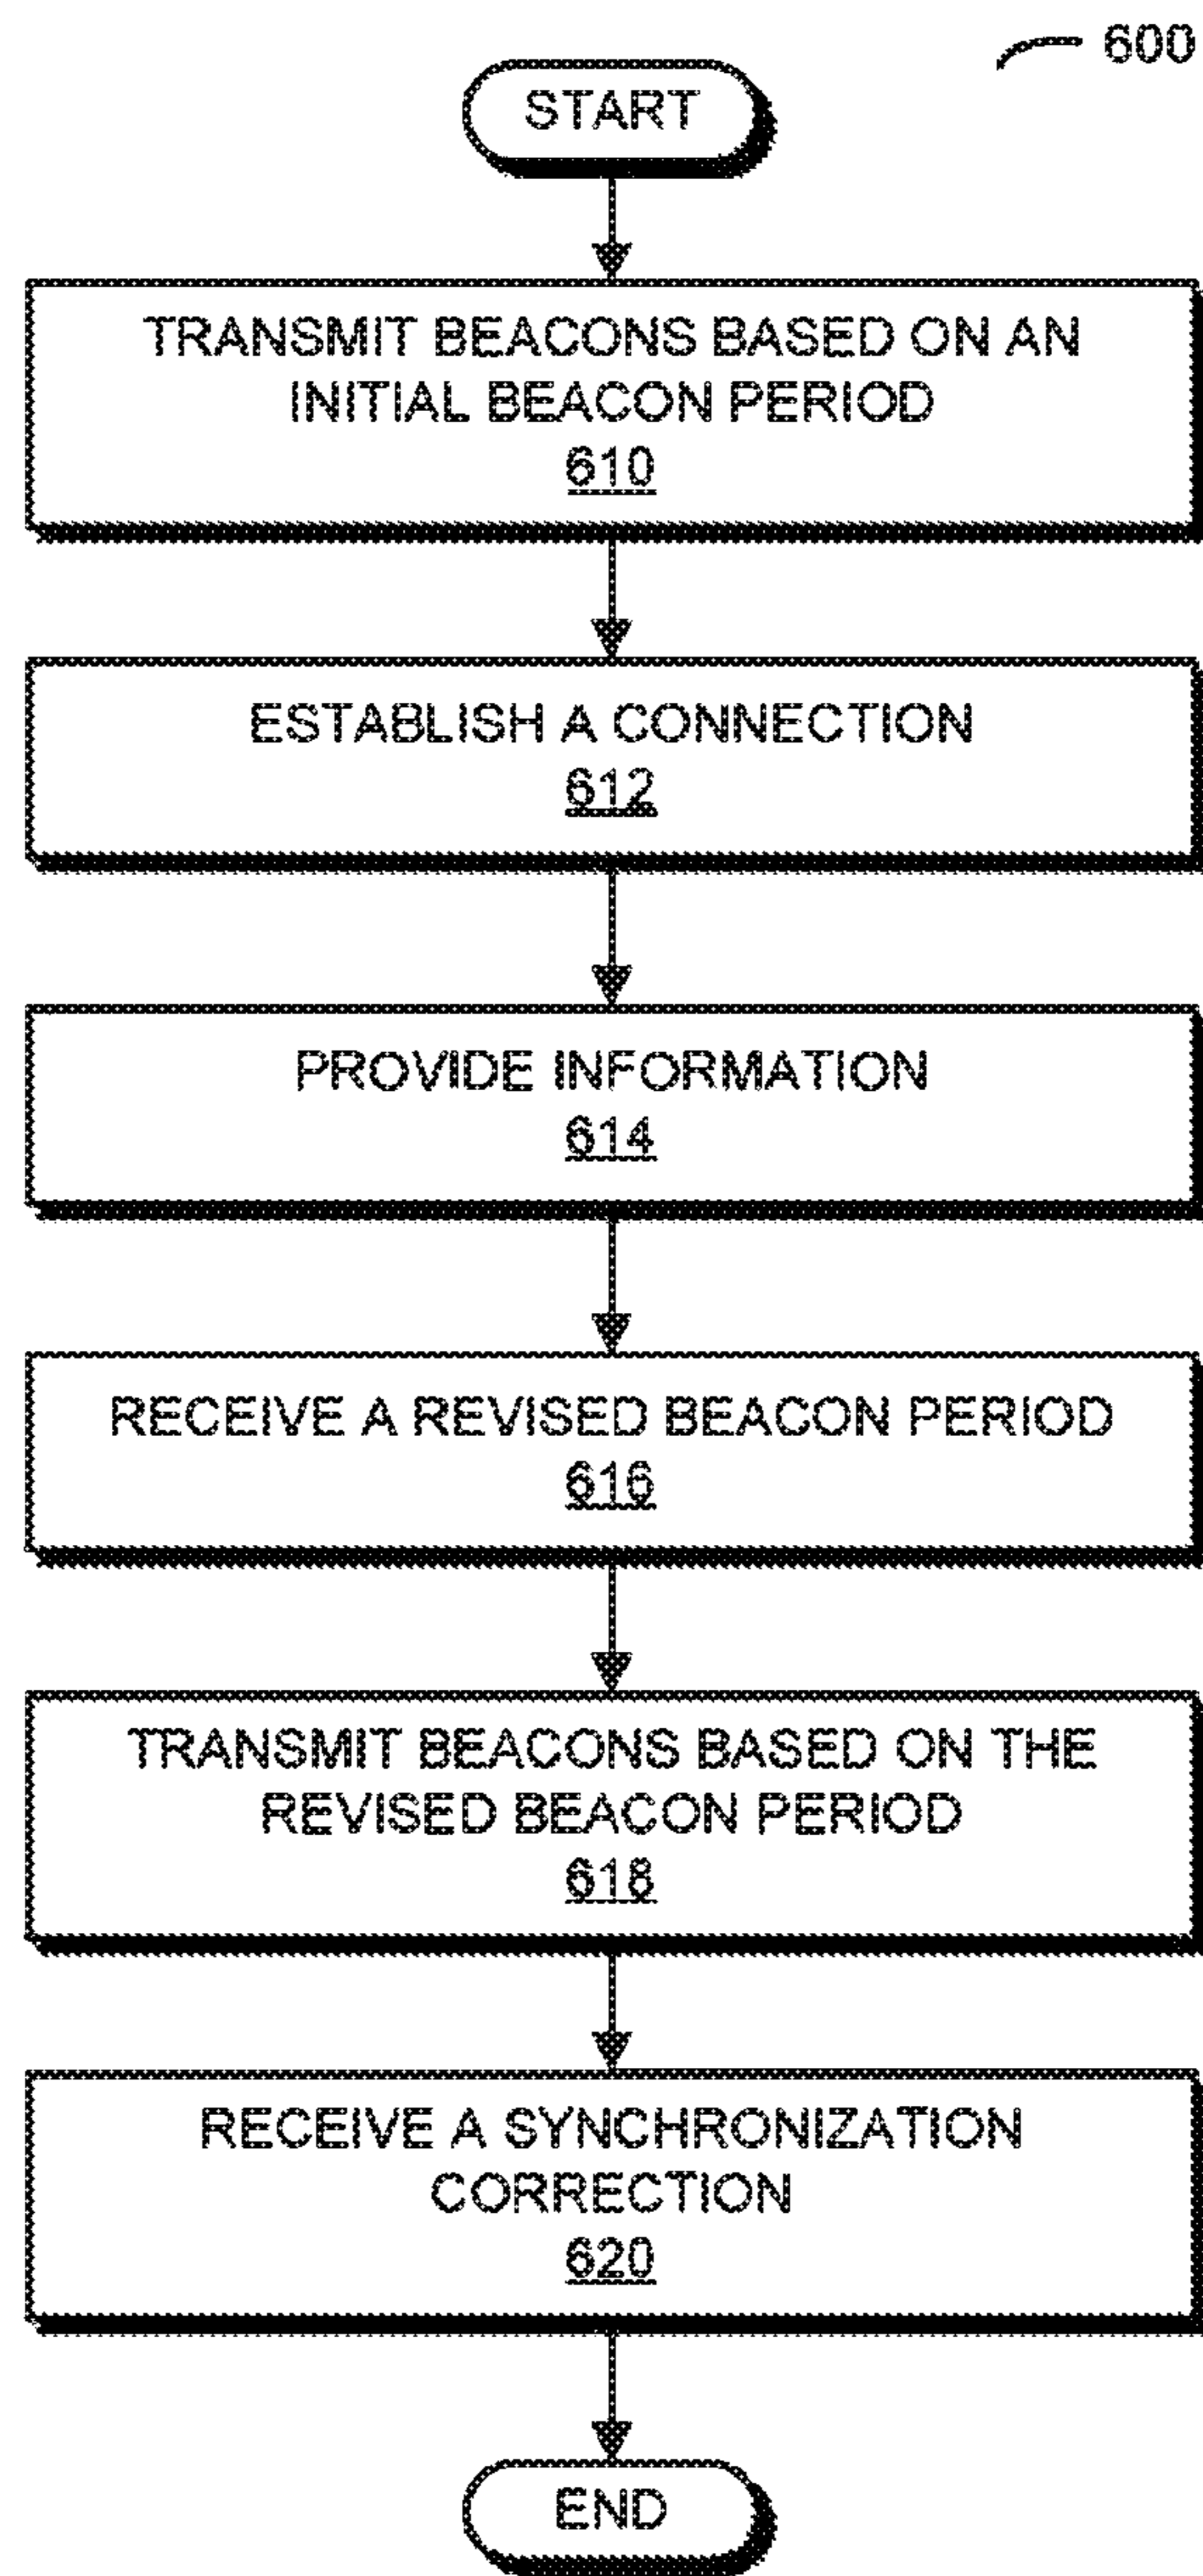 600
START
TRANSMIT BEACONS BASED ON AN
INITIAL BEACON PERIOD
610
ESTABLISH A CONNECTION
612
PROVIDE INFORMATION
614
RECEIVE A REVISED BEACON PERIOD
616
TRANSMIT BEACONS BASED ON THE
REVISED BEACON PERIOD
618
RECEIVE A SYNCHRONIZATION
CORRECTION
620
END